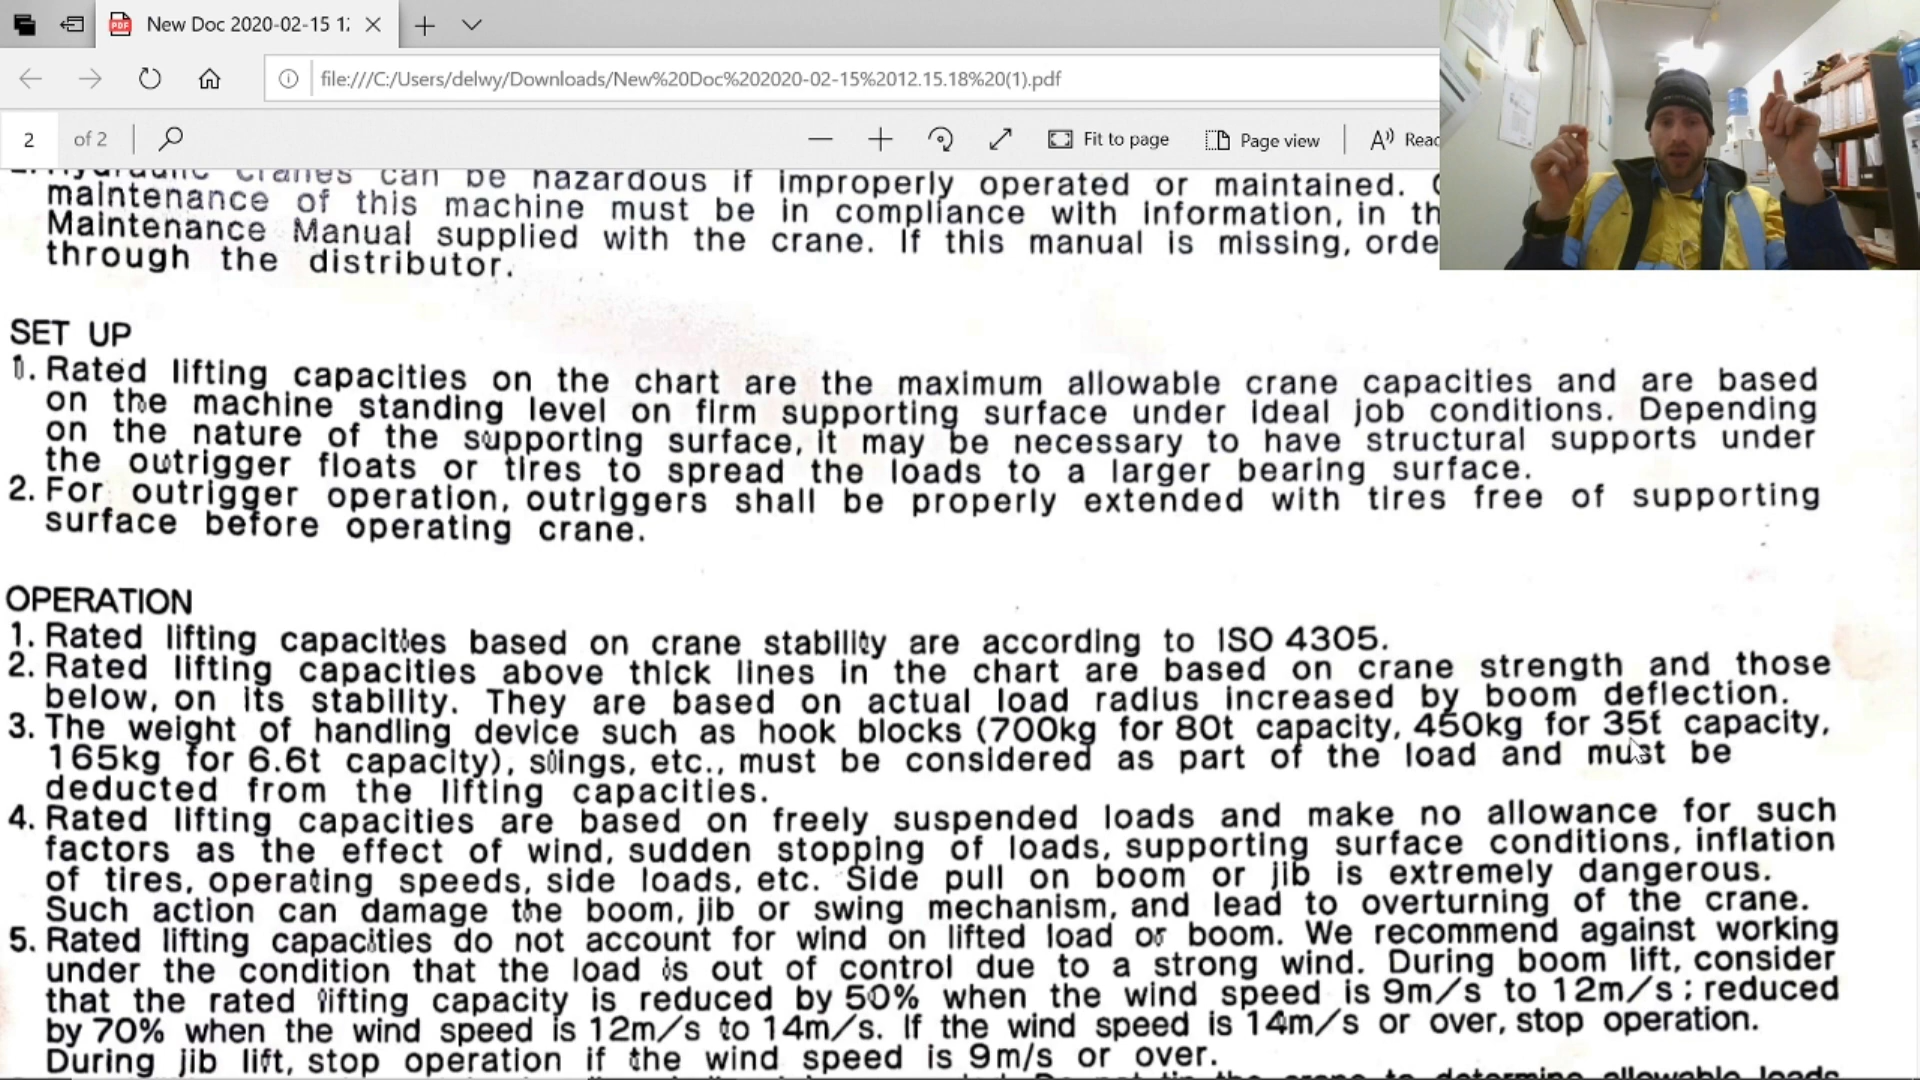 New Doc 2020-02-15 1
file:///C:/Users/delwy/Downloads/New%20Doc%202020-02-15%2012.15.18%20(1).pdf
2 of 2
Fit to page
Page view
Hydraulic cranes can be hazardous if improperly operated or maintained.
maintenance of this machine must be in compliance with information, in th
Maintenance Manual supplied with the crane. If this manual is missing, orde
through the distributor.
SET UP
1. Rated lifting capacities on the chart are the maximum allowable crane capacities and are based
on the machine standing level on firm supporting surface under ideal job conditions. Depending
on the nature of the supporting surface, it may be necessary to have structural supports under
the outrigger floats or tires to spread the loads to a larger bearing surface.
2. For outrigger operation, outriggers shall be properly extended with tires free of supporting
surface before operating crane.
OPERATION
1. Rated lifting capacities based on crane stability are according to ISO 4305.
2. Rated lifting capacities above thick lines in the chart are based on crane strength and those
below, on its stability. They are based on actual load radius increased by boom deflection.
3. The weight of handling device such as hook blocks (700kg for 80t capacity, 450kg for 35t capacity,
165kg for 6.6t capacity), slings, etc., must be considered as part of the load and must be
deducted from the lifting capacities.
4. Rated lifting capacities are based on freely suspended loads and make no allowance for such
factors as the effect of wind, sudden stopping of loads, supporting surface conditions, inflation
of tires, operating speeds, side loads, etc. Side pull on boom or jib is extremely dangerous.
Such action can damage the boom, jib or swing mechanism, and lead to overturning of the crane.
5. Rated lifting capacities do not account for wind on lifted load or boom. We recommend against working
under the condition that the load is out of control due to a strong wind. During boom lift, consider
that the rated lifting capacity is reduced by 50% when the wind speed is 9m/s to 12m/s; reduced
by 70% when the wind speed is 12m/s to 14m/s. If the wind speed is 14m/s or over, stop operation.
During jib lift, stop operation if the wind speed is 9m/s or over.